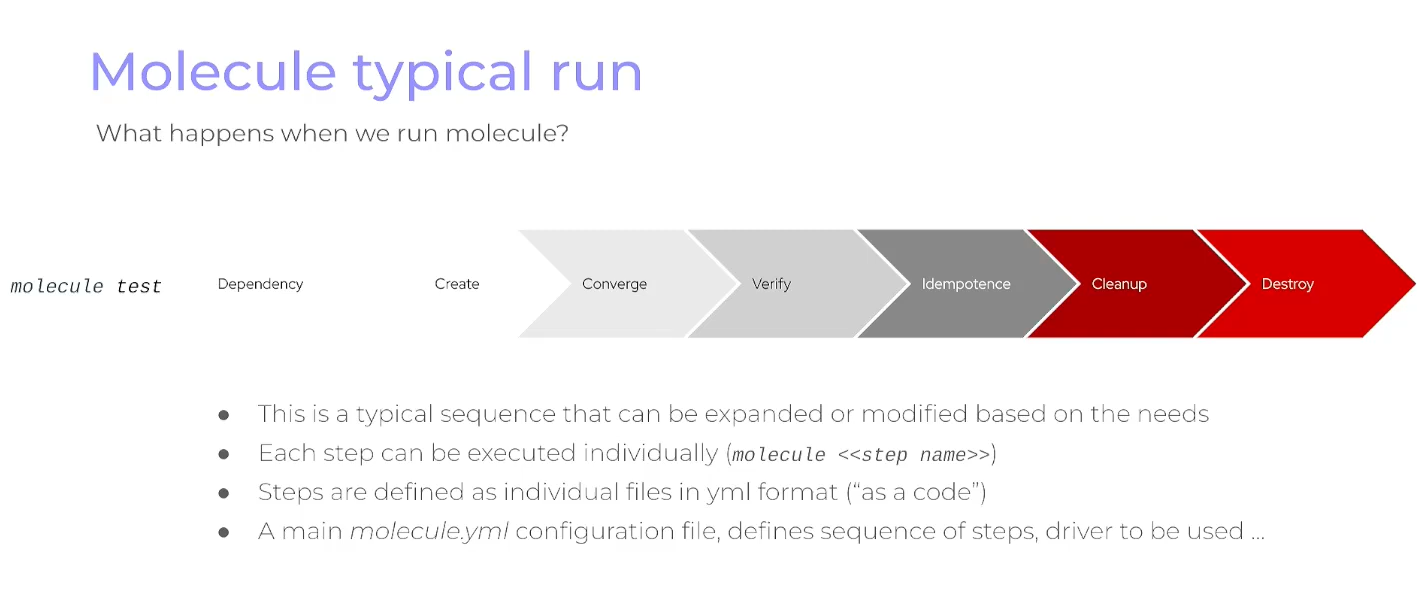 Molecule typical run
What happens when we run molecule?
molecule test
Dependency
Create
Converge
Verify
Idempotence
Cleanup
Destroy
● This is a typical sequence that can be expanded or modified based on the needs
● Each step can be executed individually (molecule <<step name>>)
● Steps are defined as individual files in yml format (“as a code”)
● A main molecule.yml configuration file, defines sequence of steps, driver to be used ...